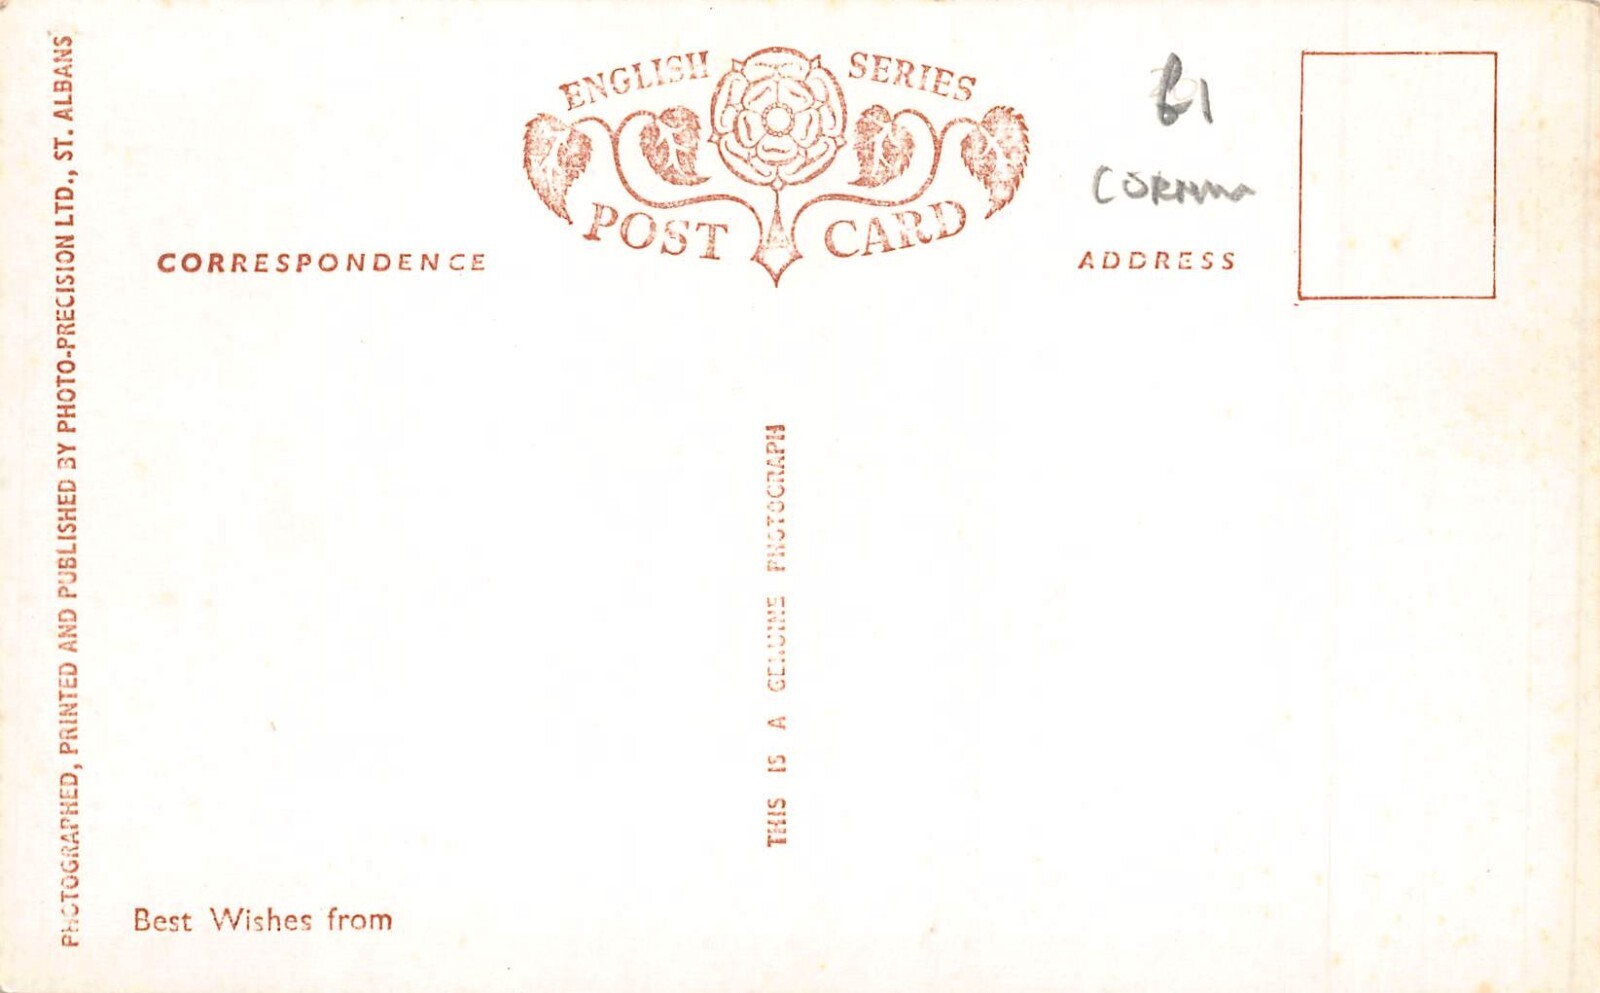 ENGLISH SERIES
POST CARD
CORRESPONDENCE
ADDRESS
PHOTOGRAPHED, PRINTED AND PUBLISHED BY PHOTO-PRECISION LTD., ST. ALBANS
THIS IS A GENUINE PHOTOGRAPH
Best Wishes from